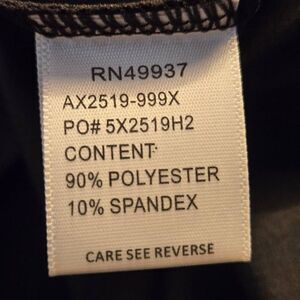 RN49937
AX2519-999X
PO# 5X2519H2
CONTENT
90% POLYESTER
10% SPANDEX
CARE SEE REVERSE